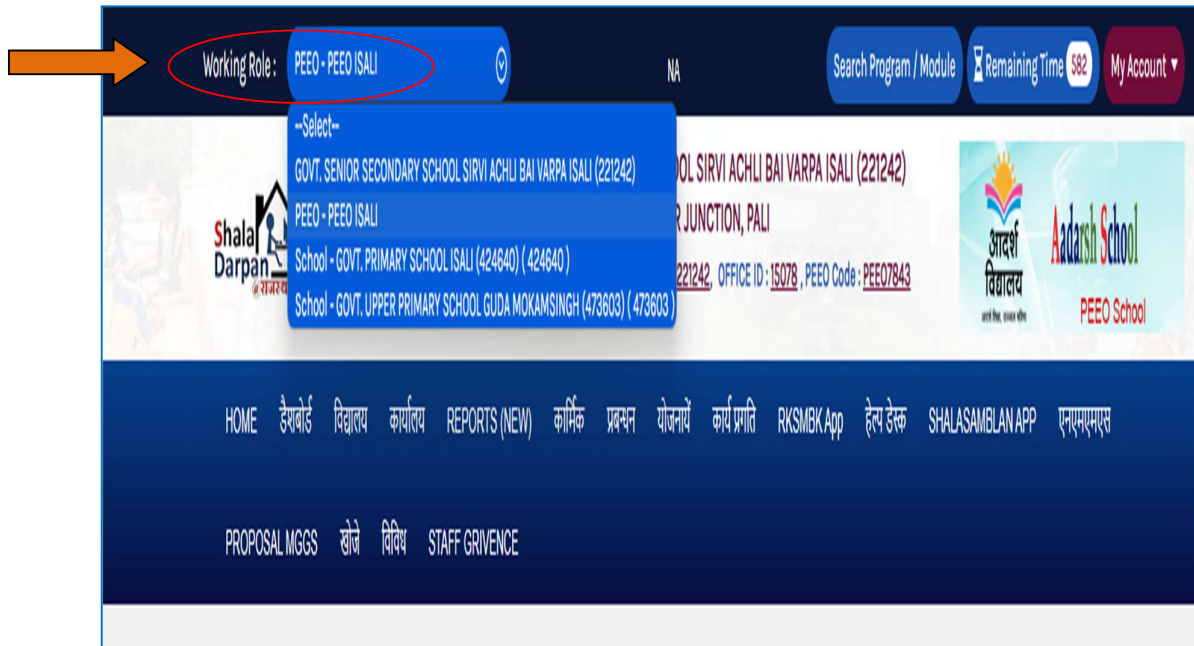 Working Role : PEEO - PEEO ISALI NA Search Program / Module Remaining Time 582 My Account
--Select--
GOVT. SENIOR SECONDARY SCHOOL SIRVI ACHLI BAI VARPA ISALI (221242)
PEEO - PEEO ISALI
School - GOVT. PRIMARY SCHOOL ISALI (424640) ( 424640 )
School - GOVT. UPPER PRIMARY SCHOOL GUDA MOKAMSINGH (473603) ( 473603 )
Shala
Darpan
OL SIRVI ACHLI BAI VARPA ISALI (221242)
R JUNCTION, PALI
221242, OFFICE ID : 15078 , PEEO Code : PEEO7843
आदर्श
विद्यालय
Aadarsh School
PEEO School
HOME डैशबोर्ड विद्यालय कार्यालय REPORTS (NEW) कार्मिक प्रबन्धन योजनायें कार्य प्रगति RKSMBK App हेल्प डेस्क SHALASAMBLAN APP एनएमएमएस
PROPOSAL MGGS खोजे विविध STAFF GRIVENCE